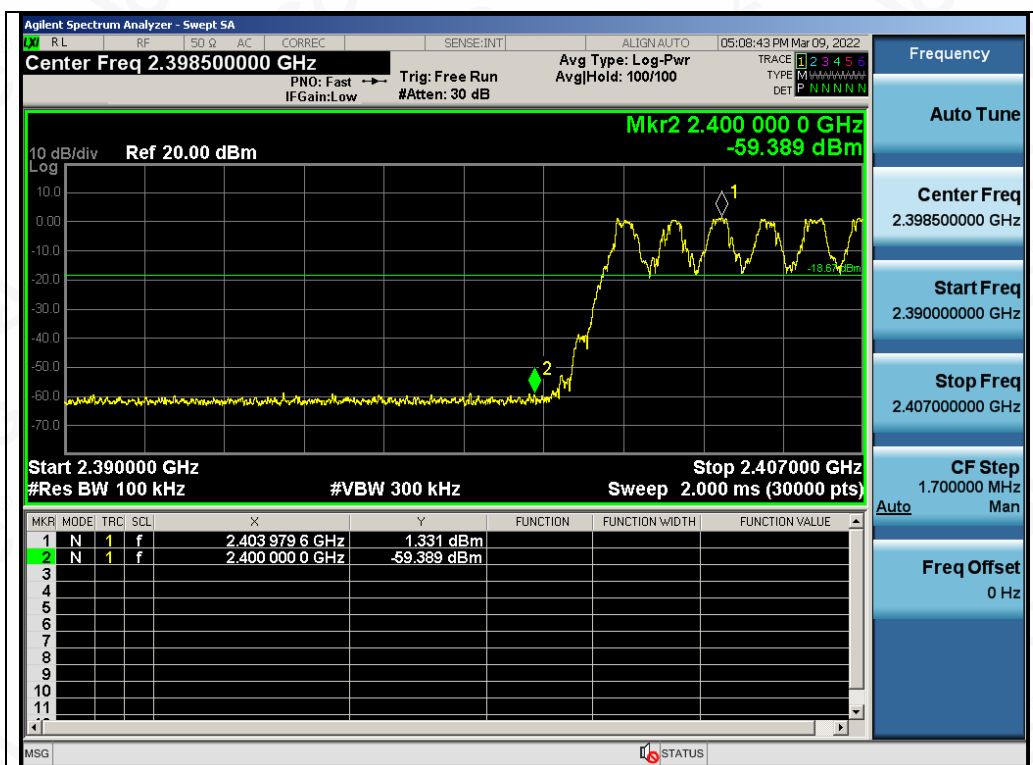 Agilent Spectrum Analyzer - Swept SA
LXI RL RF 50 Ω AC CORREC SENSE:INT ALIGN AUTO 05:08:43 PM Mar 09, 2022
Center Freq 2.398500000 GHz
PNO: Fast
IFGain:Low
Trig: Free Run
#Atten: 30 dB
Avg Type: Log-Pwr
Avg|Hold: 100/100
TRACE 1 2 3 4 5 6
TYPE M
DET P N N N N N
Mkr2 2.400 000 0 GHz
-59.389 dBm
10 dB/div Ref 20.00 dBm
Log
10.0
0.00
-10.0
-20.0
-30.0
-40.0
-50.0
-60.0
-70.0
1
2
-18.67 dBm
Start 2.390000 GHz Stop 2.407000 GHz
#Res BW 100 kHz #VBW 300 kHz Sweep 2.000 ms (30000 pts)
MKR MODE TRC SCL X Y FUNCTION FUNCTION WIDTH FUNCTION VALUE
1 N 1 f 2.403 979 6 GHz 1.331 dBm
2 N 1 f 2.400 000 0 GHz -59.389 dBm
3
4
5
6
7
8
9
10
11
MSG STATUS
Frequency
Auto Tune
Center Freq
2.398500000 GHz
Start Freq
2.390000000 GHz
Stop Freq
2.407000000 GHz
CF Step
1.700000 MHz
Auto Man
Freq Offset
0 Hz